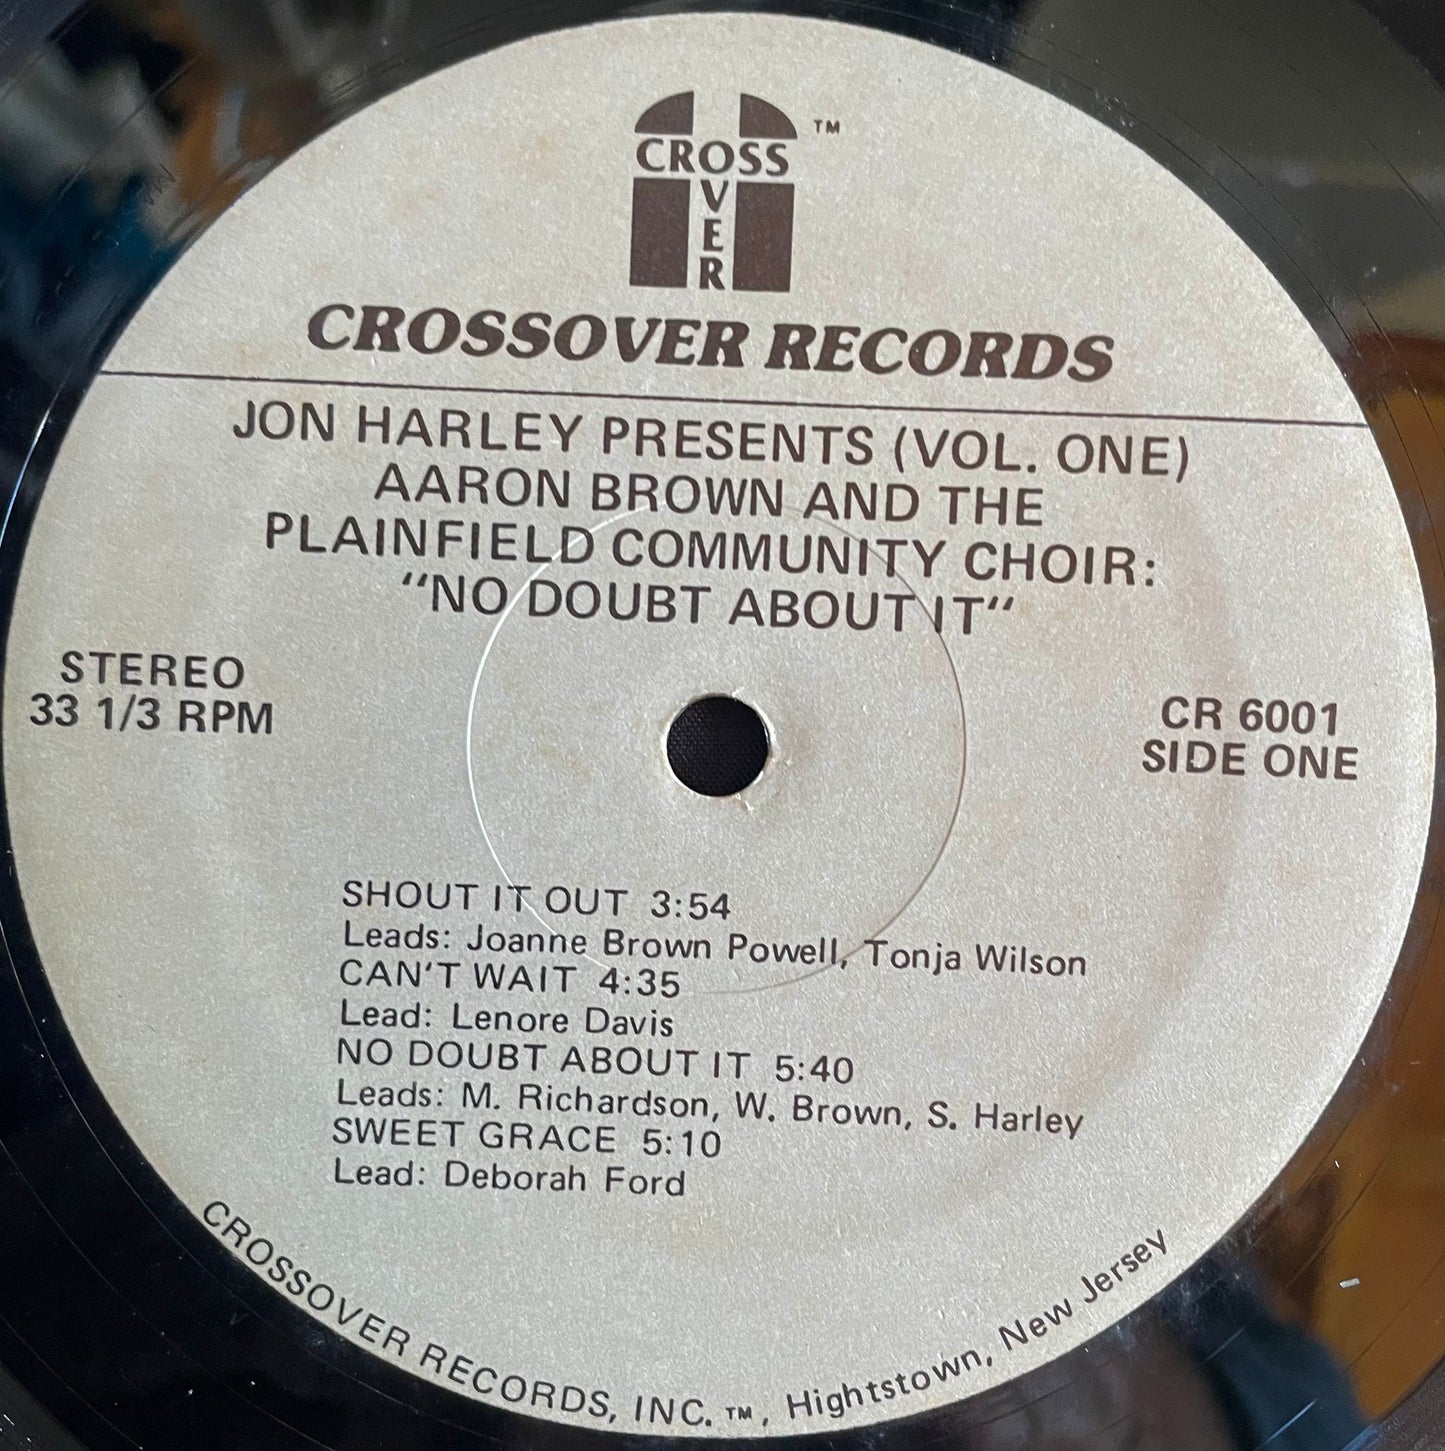 CROSS ™
OVER
CROSSOVER RECORDS
JON HARLEY PRESENTS (VOL. ONE)
AARON BROWN AND THE
PLAINFIELD COMMUNITY CHOIR:
"NO DOUBT ABOUT IT"
STEREO
33 1/3 RPM
CR 6001
SIDE ONE
SHOUT IT OUT 3:54
Leads: Joanne Brown Powell, Tonja Wilson
CAN'T WAIT 4:35
Lead: Lenore Davis
NO DOUBT ABOUT IT 5:40
Leads: M. Richardson, W. Brown, S. Harley
SWEET GRACE 5:10
Lead: Deborah Ford
CROSSOVER RECORDS, INC.™, Hightstown, New Jersey